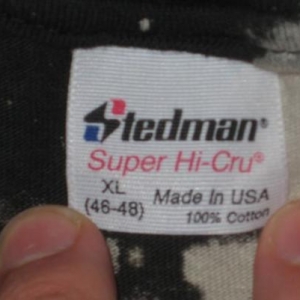 Stedman®
Super Hi-Cru®
XL
(46-48)
Made In USA
100% Cotton